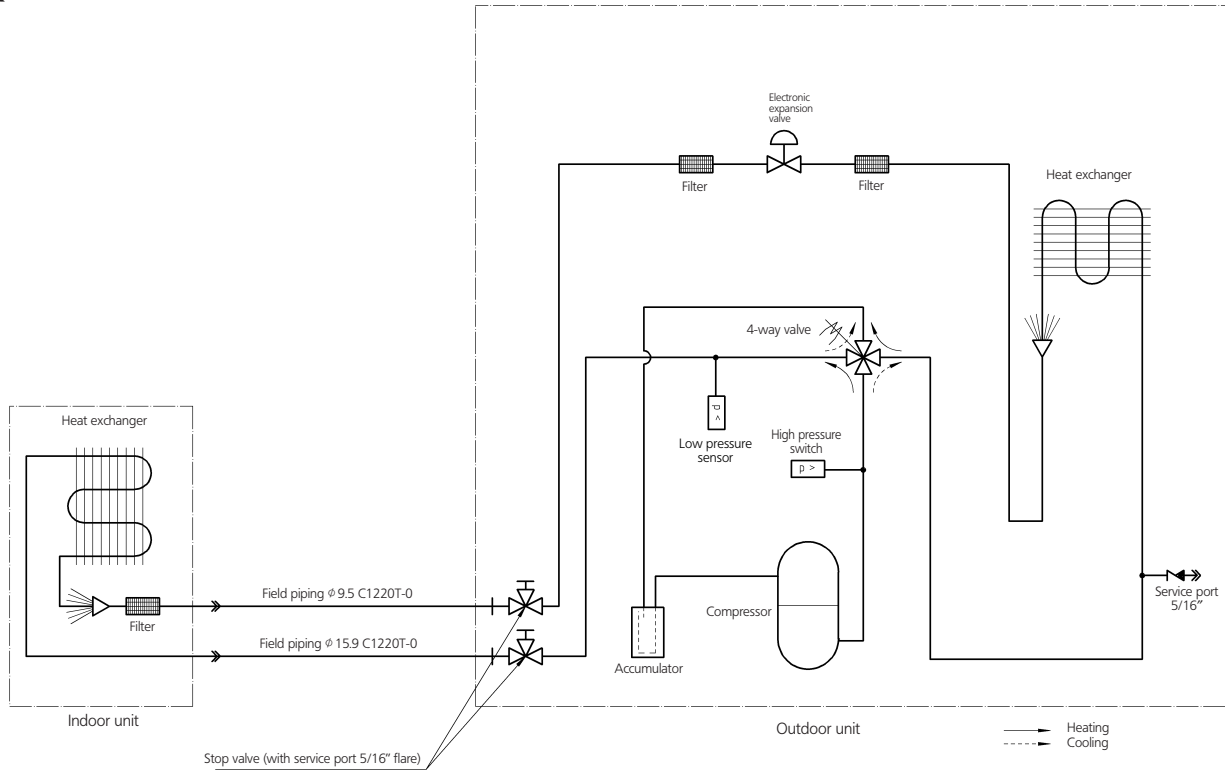 Electronic
expansion
valve
Filter
Filter
Heat exchanger
4-way valve
Low pressure
sensor
p <
High pressure
switch
p >
Heat exchanger
Filter
Field piping ϕ9.5 C1220T-0
Field piping ϕ15.9 C1220T-0
Compressor
Accumulator
Service port
5/16"
Indoor unit
Outdoor unit
Heating
Cooling
Stop valve (with service port 5/16" flare)